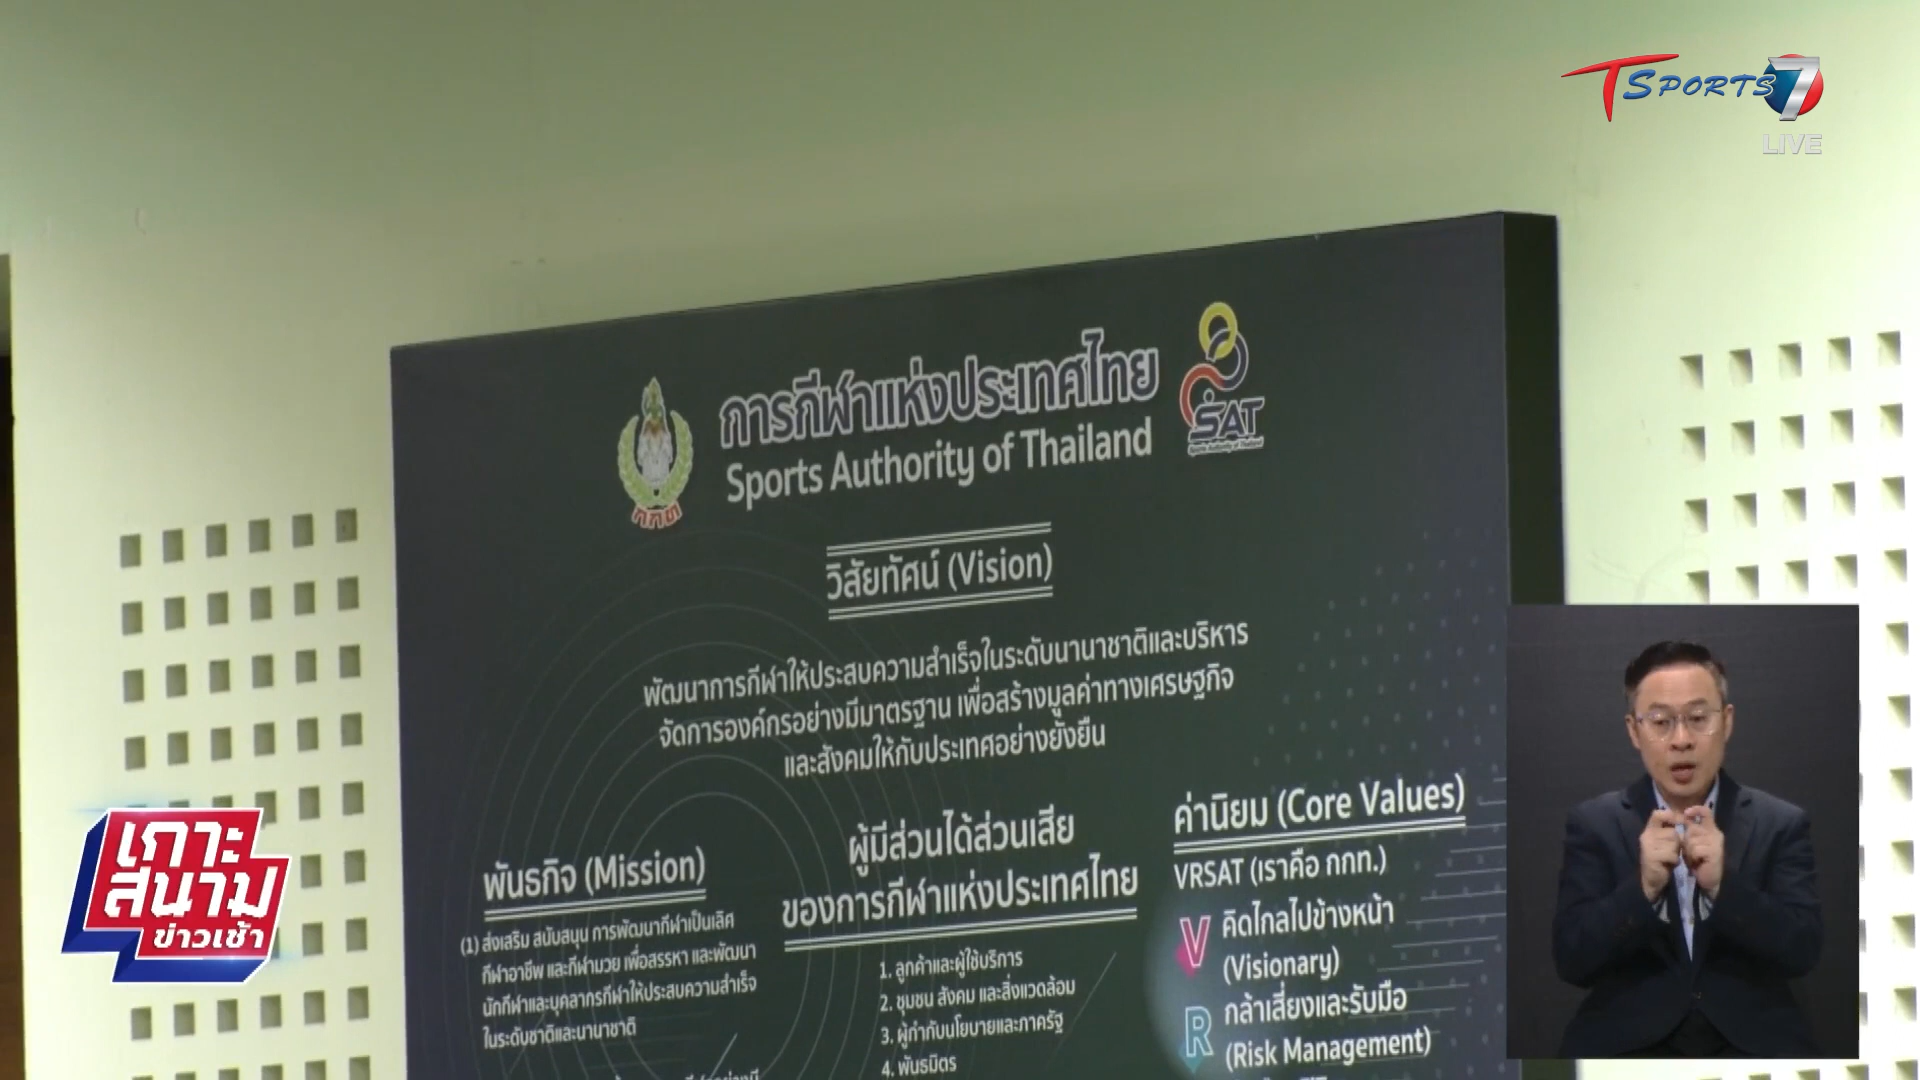 TSPORTS7
LIVE
การกีฬาแห่งประเทศไทย
Sports Authority of Thailand
กกท
SAT
Sports Authority of Thailand
วิสัยทัศน์ (Vision)
พัฒนาการกีฬาให้ประสบความสำเร็จในระดับนานาชาติและบริหาร
จัดการองค์กรอย่างมีมาตรฐาน เพื่อสร้างมูลค่าทางเศรษฐกิจ
และสังคมให้กับประเทศอย่างยั่งยืน
พันธกิจ (Mission)
(1) ส่งเสริม สนับสนุน การพัฒนากีฬาเป็นเลิศ
กีฬาอาชีพ และกีฬามวย เพื่อสรรหา และพัฒนา
นักกีฬาและบุคลากรกีฬาให้ประสบความสำเร็จ
ในระดับชาติและนานาชาติ
ผู้มีส่วนได้ส่วนเสีย
ของการกีฬาแห่งประเทศไทย
1. ลูกค้าและผู้ใช้บริการ
2. ชุมชน สังคม และสิ่งแวดล้อม
3. ผู้กำกับนโยบายและภาครัฐ
4. พันธมิตร
ค่านิยม (Core Values)
VRSAT (เราคือ กกท.)
V คิดไกลไปข้างหน้า
(Visionary)
R กล้าเสี่ยงและรับมือ
(Risk Management)
เกาะ
สนาม
ข่าวเช้า